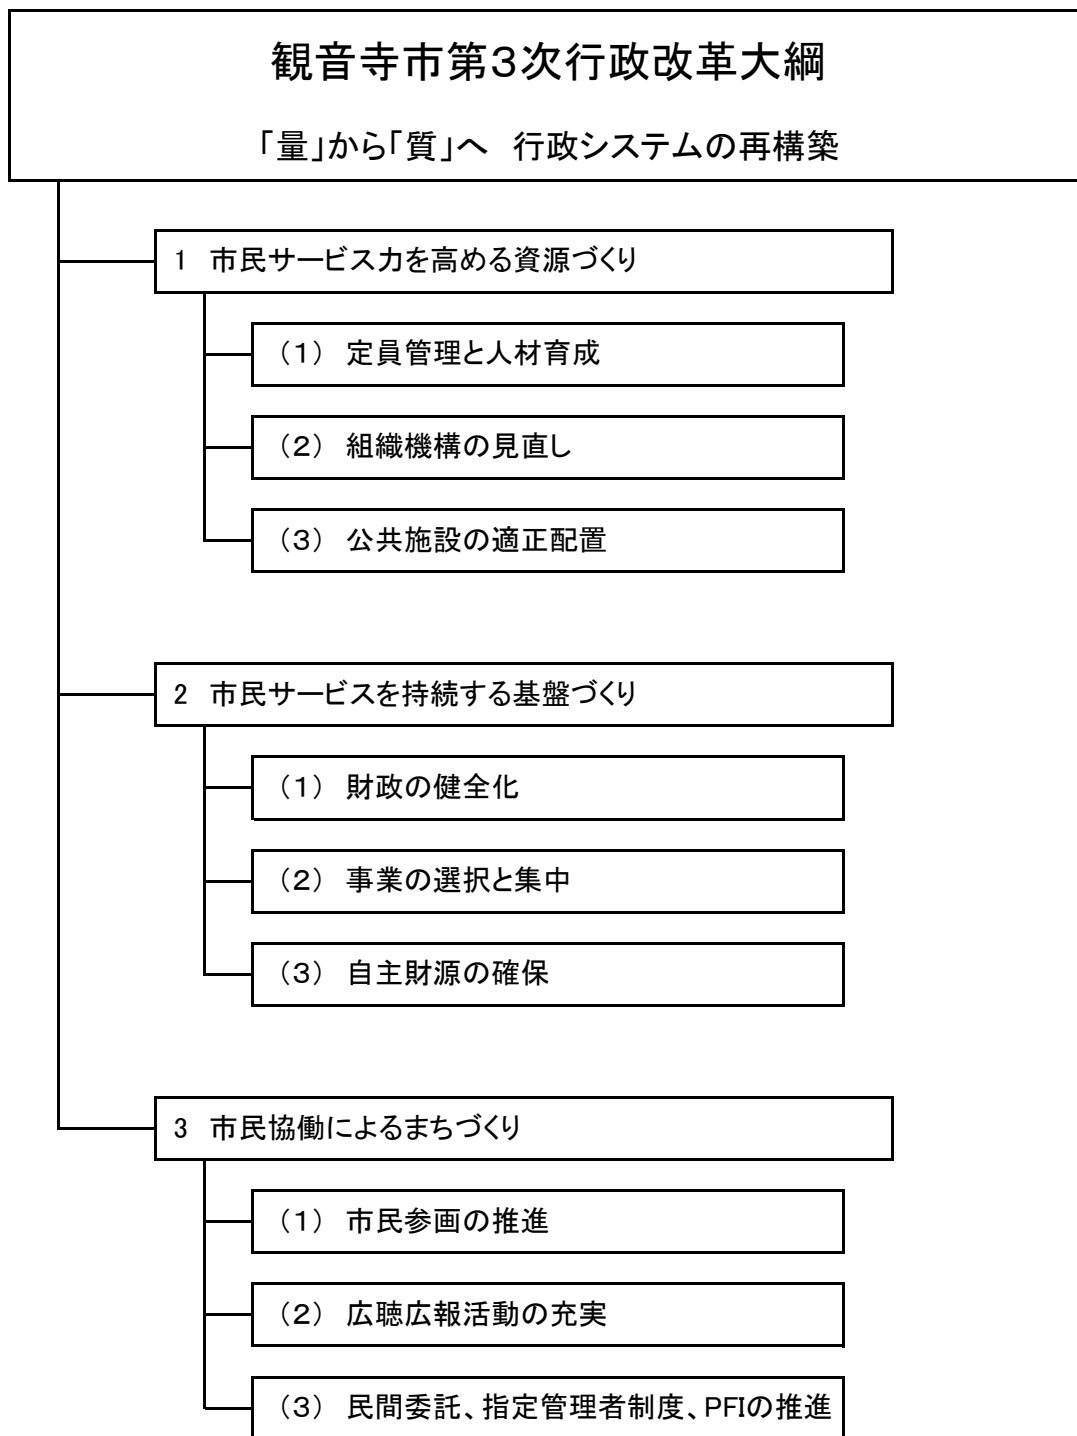 観音寺市第3次行政改革大綱
「量」から「質」へ 行政システムの再構築
1 市民サービス力を高める資源づくり
(1) 定員管理と人材育成
(2) 組織機構の見直し
(3) 公共施設の適正配置
2 市民サービスを持続する基盤づくり
(1) 財政の健全化
(2) 事業の選択と集中
(3) 自主財源の確保
3 市民協働によるまちづくり
(1) 市民参画の推進
(2) 広聴広報活動の充実
(3) 民間委託、指定管理者制度、PFIの推進